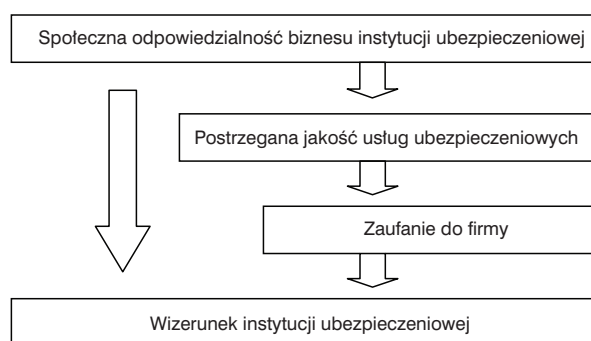 Społeczna odpowiedzialność biznesu instytucji ubezpieczeniowej
Postrzegana jakość usług ubezpieczeniowych
Zaufanie do firmy
Wizerunek instytucji ubezpieczeniowej